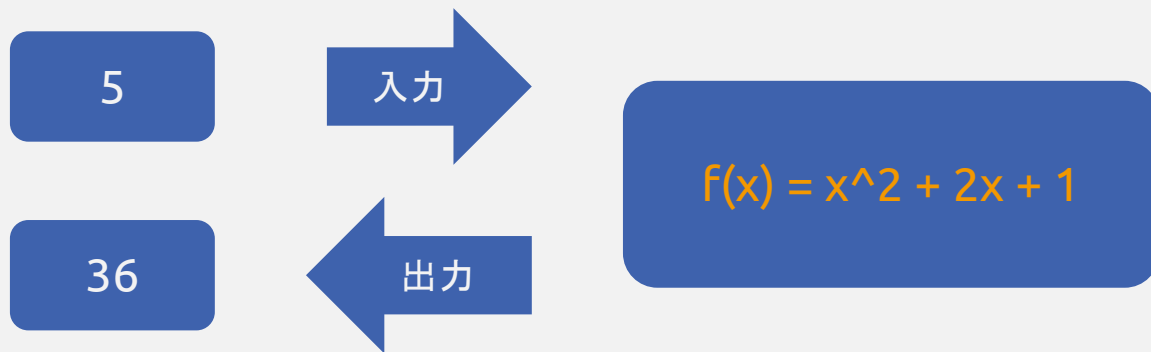 5
入力
f(x) = x^2 + 2x + 1
36
出力